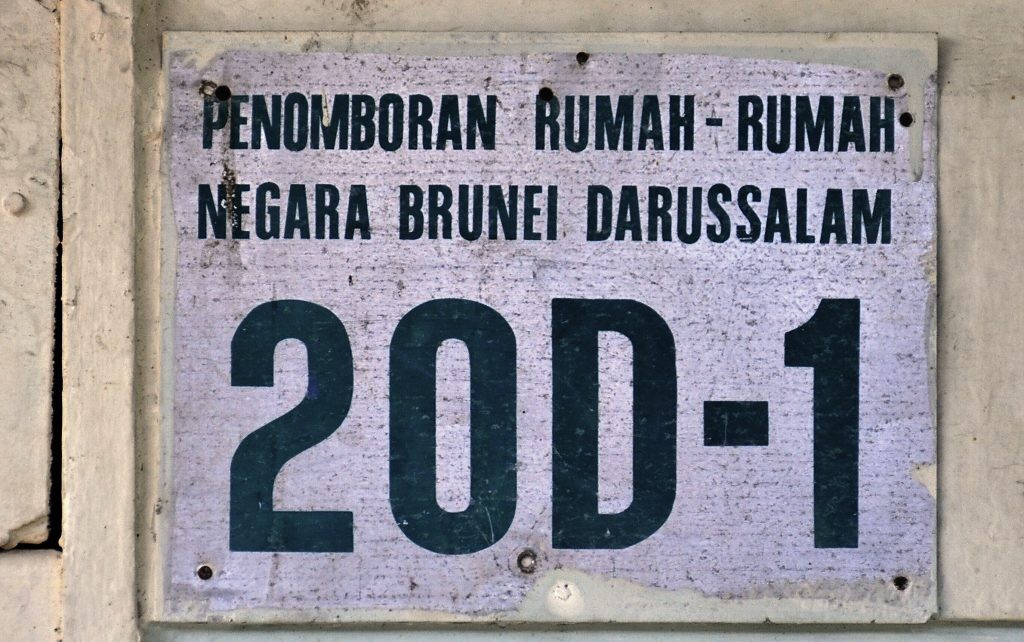 PENOMBORAN RUMAH-RUMAH
NEGARA BRUNEI DARUSSALAM
20D-1